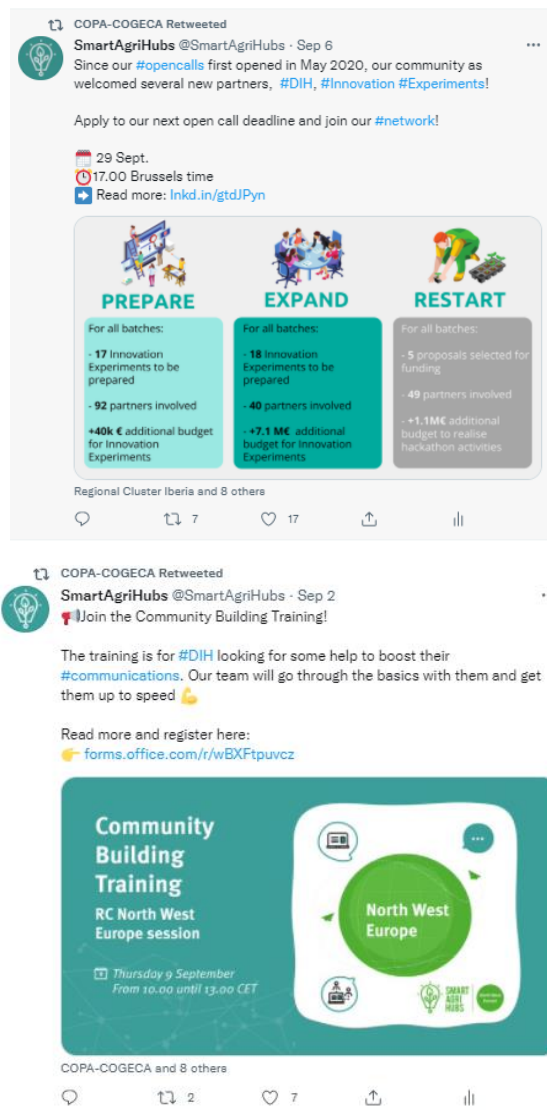 COPA-COGECA Retweeted
SmartAgriHubs @SmartAgriHubs · Sep 6
Since our #opencalls first opened in May 2020, our community as
welcomed several new partners, #DIH, #Innovation #Experiments!
Apply to our next open call deadline and join our #network!
29 Sept.
17.00 Brussels time
Read more: lnkd.in/gtdJPyn
PREPARE
For all batches:
- 17 Innovation
Experiments to be
prepared
- 92 partners involved
+40k € additional budget
for Innovation
Experiments
EXPAND
For all batches:
- 18 Innovation
Experiments to be
prepared
- 40 partners involved
- +7.1 M€ additional
budget for Innovation
Experiments
RESTART
For all batches:
- 5 proposals selected for
funding
- 49 partners involved
- +1.1M€ additional
budget to realise
hackathon activities
Regional Cluster Iberia and 8 others
7 17
COPA-COGECA Retweeted
SmartAgriHubs @SmartAgriHubs · Sep 2
Join the Community Building Training!
The training is for #DIH looking for some help to boost their
#communications. Our team will go through the basics with them and get
them up to speed
Read more and register here:
forms.office.com/r/wBXFtpuvcz
Community
Building
Training
RC North West
Europe session
Thursday 9 September
From 10.00 until 13.00 CET
North West
Europe
SMART
AGRI
HUBS
COPA-COGECA and 8 others
2 7